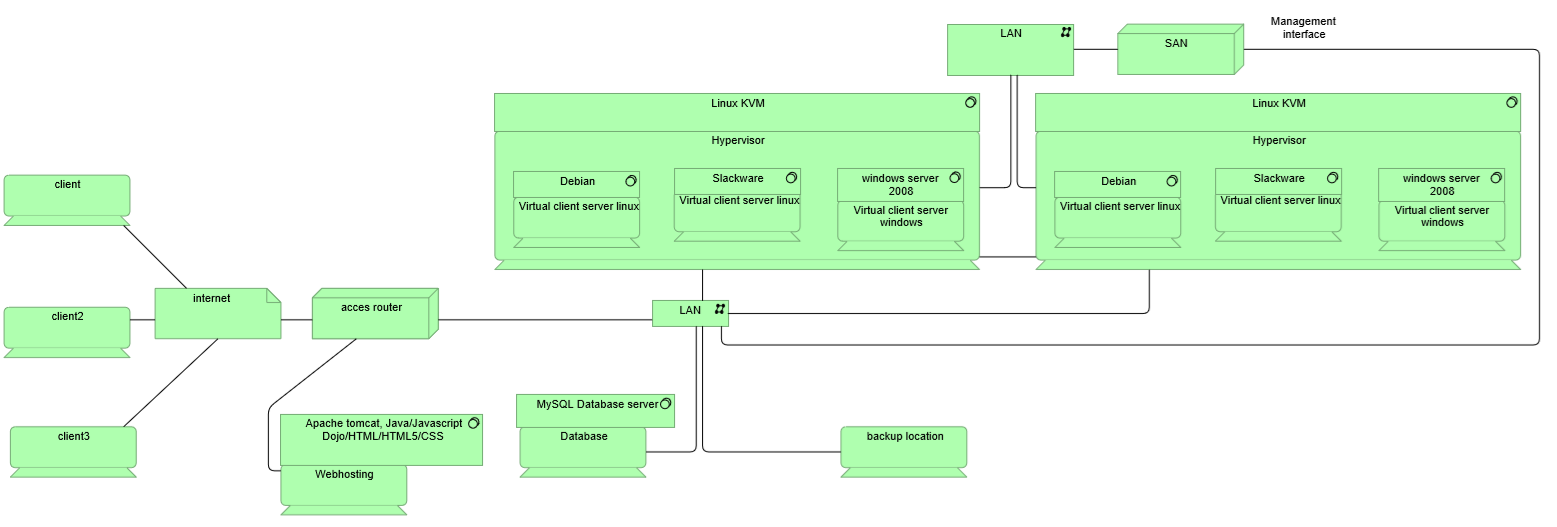 Management
interface
LAN
SAN
Linux KVM
Hypervisor
Debian
Virtual client server linux
Slackware
Virtual client server linux
windows server
2008
Virtual client server
windows
Linux KVM
Hypervisor
Debian
Virtual client server linux
Slackware
Virtual client server linux
windows server
2008
Virtual client server
windows
client
internet
acces router
LAN
client2
client3
Apache tomcat, Java/Javascript
Dojo/HTML/HTML5/CSS
Webhosting
MySQL Database server
Database
backup location